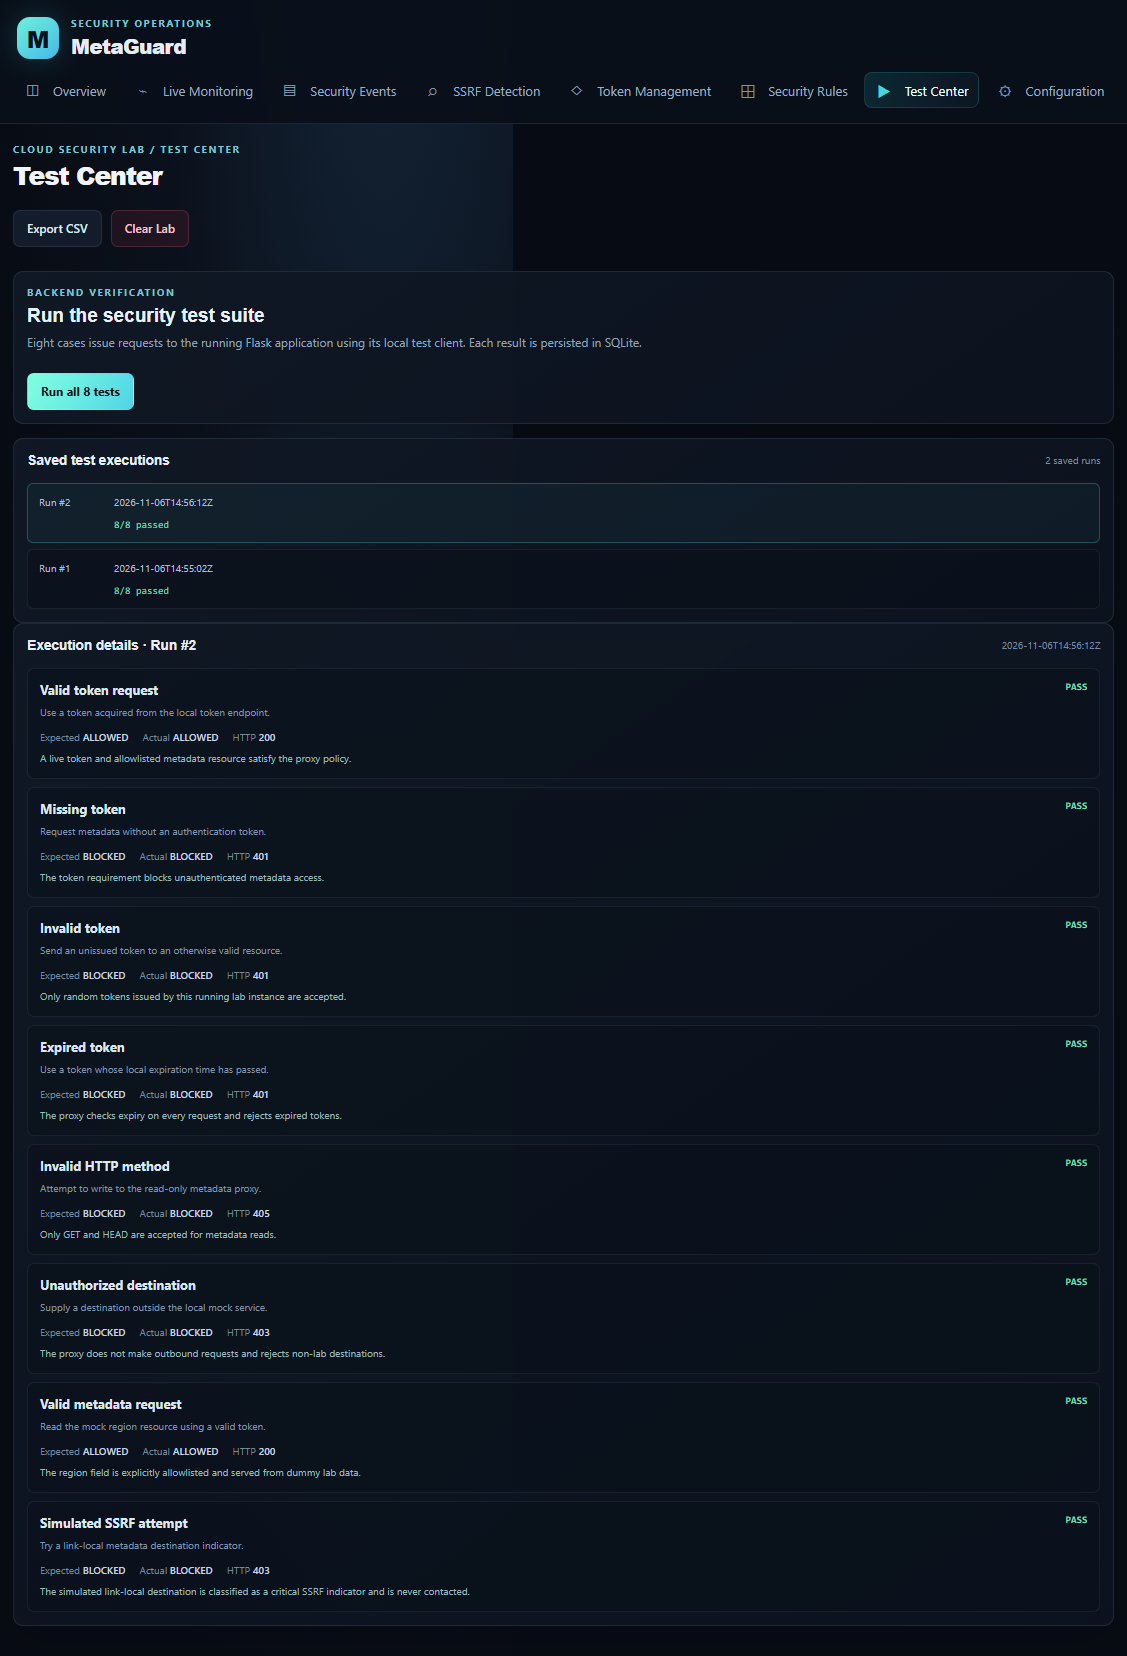 M
SECURITY OPERATIONS
MetaGuard
Overview
Live Monitoring
Security Events
SSRF Detection
Token Management
Security Rules
Test Center
Configuration
CLOUD SECURITY LAB / TEST CENTER
Test Center
Export CSV
Clear Lab
BACKEND VERIFICATION
Run the security test suite
Eight cases issue requests to the running Flask application using its local test client. Each result is persisted in SQLite.
Run all 8 tests
Saved test executions
2 saved runs
Run #2 2026-11-06T14:56:12Z
8/8 passed
Run #1 2026-11-06T14:55:02Z
8/8 passed
Execution details · Run #2
2026-11-06T14:56:12Z
Valid token request
PASS
Use a token acquired from the local token endpoint.
Expected ALLOWED Actual ALLOWED HTTP 200
A live token and allowlisted metadata resource satisfy the proxy policy.
Missing token
PASS
Request metadata without an authentication token.
Expected BLOCKED Actual BLOCKED HTTP 401
The token requirement blocks unauthenticated metadata access.
Invalid token
PASS
Send an unissued token to an otherwise valid resource.
Expected BLOCKED Actual BLOCKED HTTP 401
Only random tokens issued by this running lab instance are accepted.
Expired token
PASS
Use a token whose local expiration time has passed.
Expected BLOCKED Actual BLOCKED HTTP 401
The proxy checks expiry on every request and rejects expired tokens.
Invalid HTTP method
PASS
Attempt to write to the read-only metadata proxy.
Expected BLOCKED Actual BLOCKED HTTP 405
Only GET and HEAD are accepted for metadata reads.
Unauthorized destination
PASS
Supply a destination outside the local mock service.
Expected BLOCKED Actual BLOCKED HTTP 403
The proxy does not make outbound requests and rejects non-lab destinations.
Valid metadata request
PASS
Read the mock region resource using a valid token.
Expected ALLOWED Actual ALLOWED HTTP 200
The region field is explicitly allowlisted and served from dummy lab data.
Simulated SSRF attempt
PASS
Try a link-local metadata destination indicator.
Expected BLOCKED Actual BLOCKED HTTP 403
The simulated link-local destination is classified as a critical SSRF indicator and is never contacted.